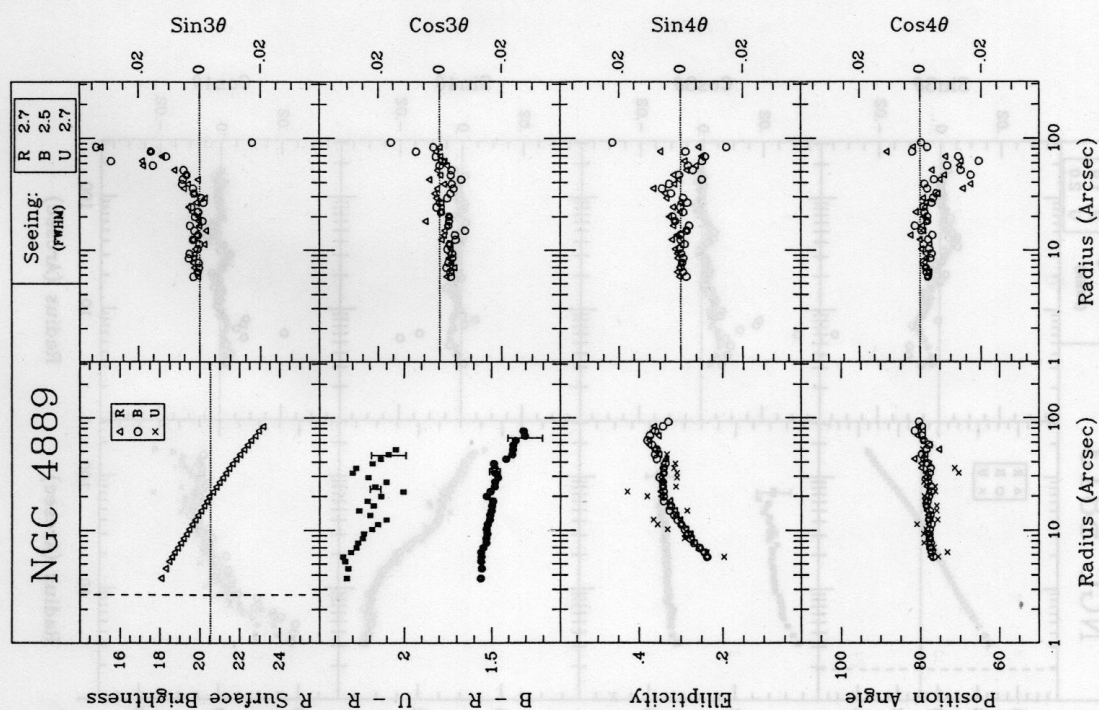 NGC 4889
Seeing:
(FWHM)
R 2.7
B 2.5
U 2.7
R
B
U
R Surface Brightness
16
18
20
22
24
Sin3θ
.02
0
-.02
U - R
B - R
2
1.5
Cos3θ
.02
0
-.02
Ellipticity
.4
.2
Sin4θ
.02
0
-.02
Position Angle
100
80
60
Cos4θ
.02
0
-.02
10
100
Radius (Arcsec)
1
10
100
Radius (Arcsec)